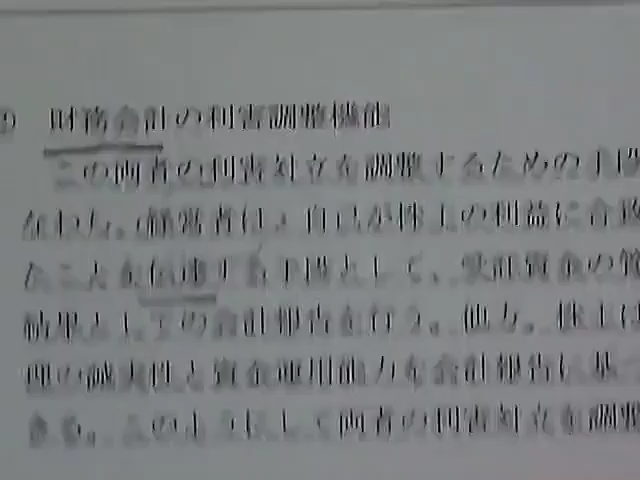 財務会計の利害調整機能
この両者の利害対立を調整するための手段
なわち、経営者は、自己が株主の利益に合致
たことを伝達する手段として、受託資金の管
結果としての会計報告を行う。他方、株主は
理の誠実性と資金運用能力を会計報告に基づ
きる。このようにして両者の利害対立を調整